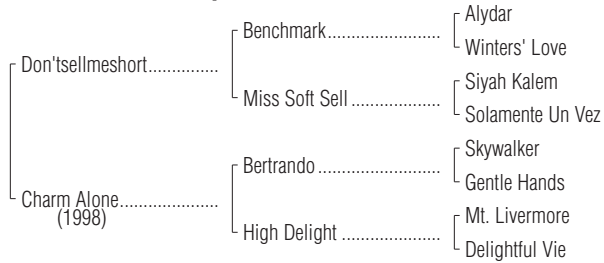 Alydar
Benchmark....................
Winters' Love
Don'tsellmeshort...............
Siyah Kalem
Miss Soft Sell ..................
Solamente Un Vez
Skywalker
Bertrando .........................
Gentle Hands
Charm Alone.....................
(1998)
Mt. Livermore
High Delight ....................
Delightful Vie